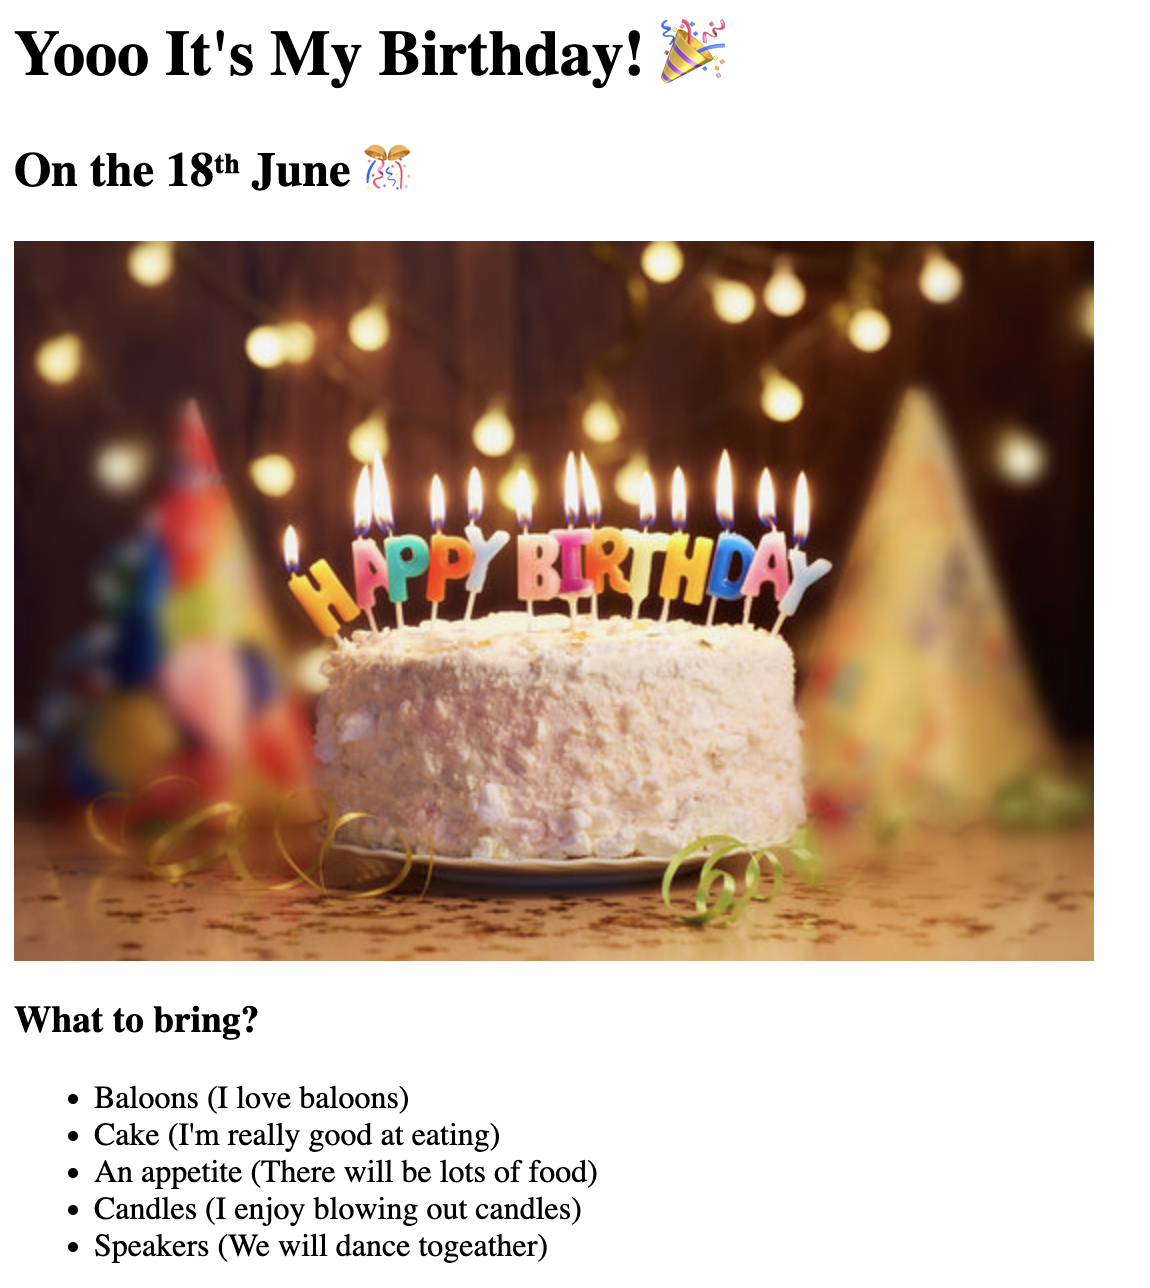 Yooo It's My Birthday! 🎉
On the 18th June 🎊
HAPPY BIRTHDAY
What to bring?
• Baloons (I love baloons)
• Cake (I'm really good at eating)
• An appetite (There will be lots of food)
• Candles (I enjoy blowing out candles)
• Speakers (We will dance togeather)